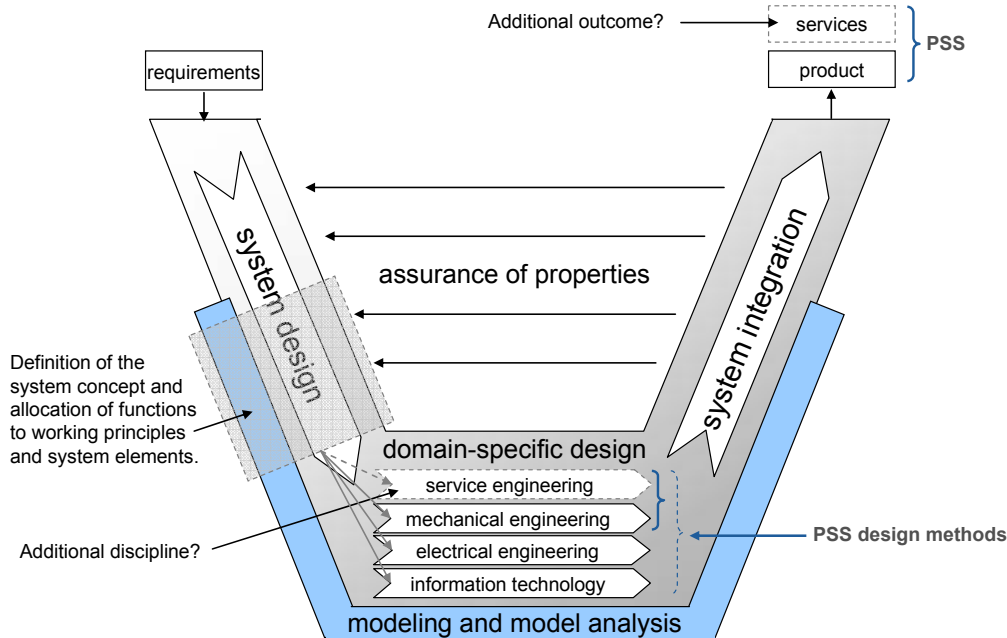 Additional outcome?
services
PSS
requirements
product
system design
assurance of properties
system integration
Definition of the
system concept and
allocation of functions
to working principles
and system elements.
domain-specific design
service engineering
mechanical engineering
PSS design methods
Additional discipline?
electrical engineering
information technology
modeling and model analysis